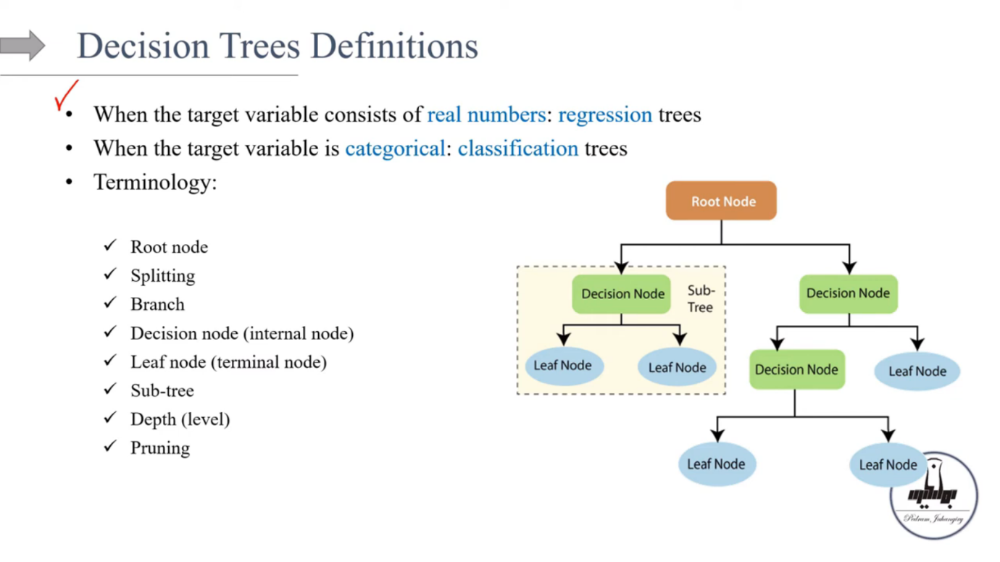 Decision Trees Definitions
• When the target variable consists of real numbers: regression trees
• When the target variable is categorical: classification trees
• Terminology:
✓ Root node
✓ Splitting
✓ Branch
✓ Decision node (internal node)
✓ Leaf node (terminal node)
✓ Sub-tree
✓ Depth (level)
✓ Pruning
Root Node
Decision Node
Sub-
Tree
Decision Node
Leaf Node
Leaf Node
Decision Node
Leaf Node
Leaf Node
Leaf Node
Pedram, Jahangiry